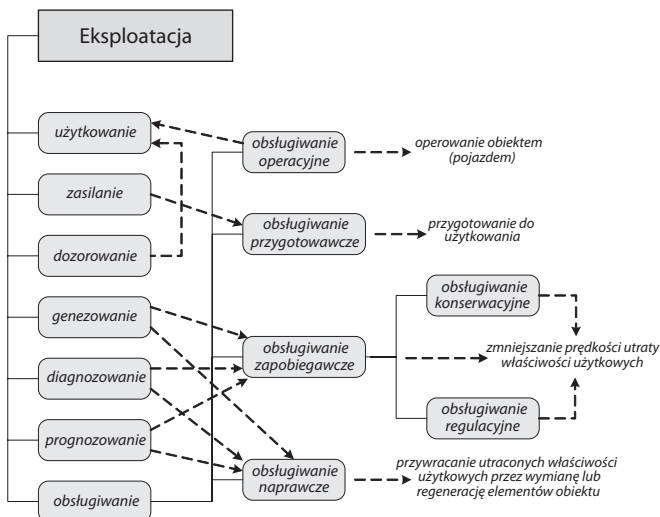 Eksploatacja
użytkowanie
zasilanie
dozorowanie
genezowanie
diagnozowanie
prognozowanie
obsługiwanie
obsługiwanie
operacyjne
obsługiwanie
przygotowawcze
obsługiwanie
zapobiegawcze
obsługiwanie
naprawcze
operowanie obiektem
(pojazdem)
przygotowanie do
użytkowania
obsługiwanie
konserwacyjne
zmniejszanie prędkości utraty
właściwości użytkowych
obsługiwanie
regulacyjne
przywracanie utraconych właściwości
użytkowych przez wymianę lub
regenerację elementów obiektu